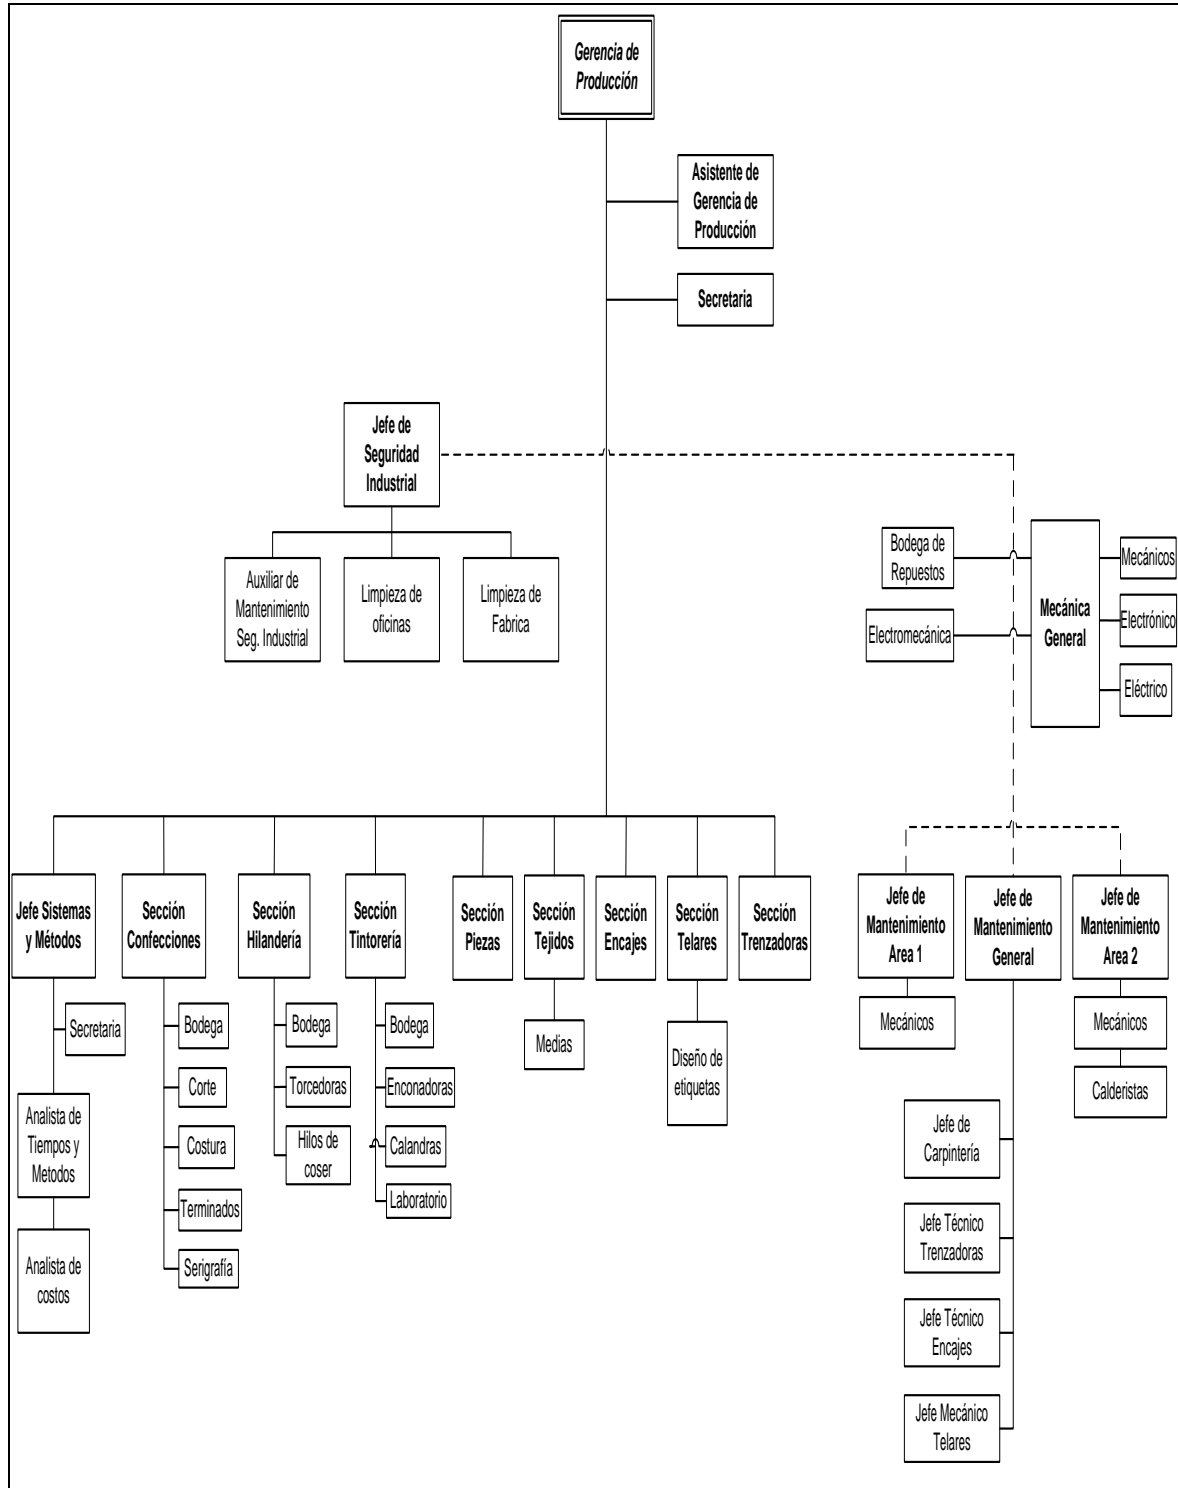 Gerencia de
Producción
Asistente de
Gerencia de
Producción
Secretaria
Jefe de
Seguridad
Industrial
Auxiliar de
Mantenimiento
Seg. Industrial
Limpieza de
oficinas
Limpieza de
Fabrica
Bodega de
Repuestos
Electromecánica
Mecánica
General
Mecánicos
Electrónico
Eléctrico
Jefe Sistemas
y Métodos
Sección
Confecciones
Sección
Hilandería
Sección
Tintorería
Sección
Piezas
Sección
Tejidos
Sección
Encajes
Sección
Telares
Sección
Trenzadoras
Jefe de
Mantenimiento
Area 1
Jefe de
Mantenimiento
General
Jefe de
Mantenimiento
Area 2
Secretaria
Analista de
Tiempos y
Metodos
Analista de
costos
Bodega
Corte
Costura
Terminados
Serigrafía
Bodega
Torcedoras
Hilos de
coser
Bodega
Enconadoras
Calandras
Laboratorio
Medias
Diseño de
etiquetas
Mecánicos
Jefe de
Carpintería
Jefe Técnico
Trenzadoras
Jefe Técnico
Encajes
Jefe Mecánico
Telares
Mecánicos
Calderistas